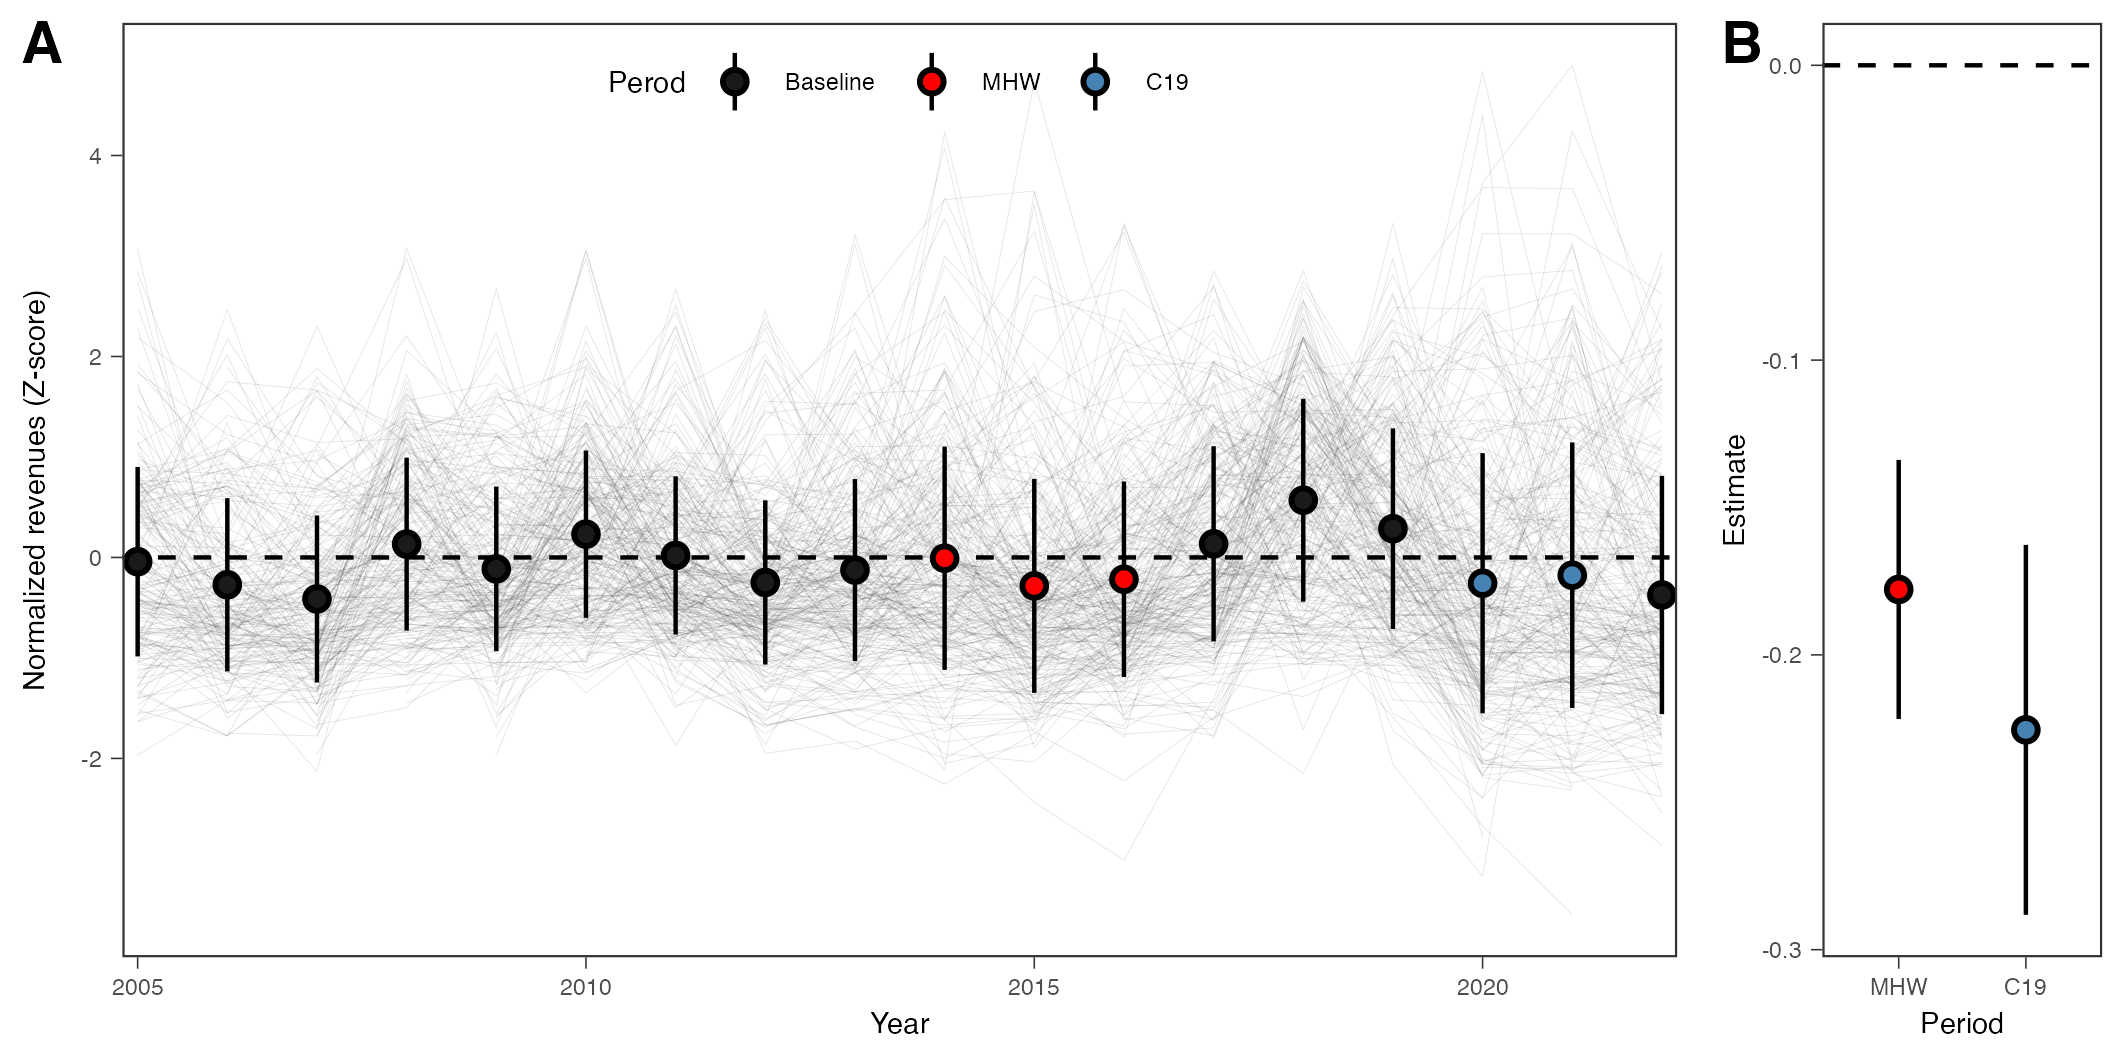 A
Perod Baseline MHW C19
Normalized revenues (Z-score)
4
2
0
-2
2005 2010 2015 2020
Year
B
0.0
-0.1
-0.2
-0.3
Estimate
MHW C19
Period